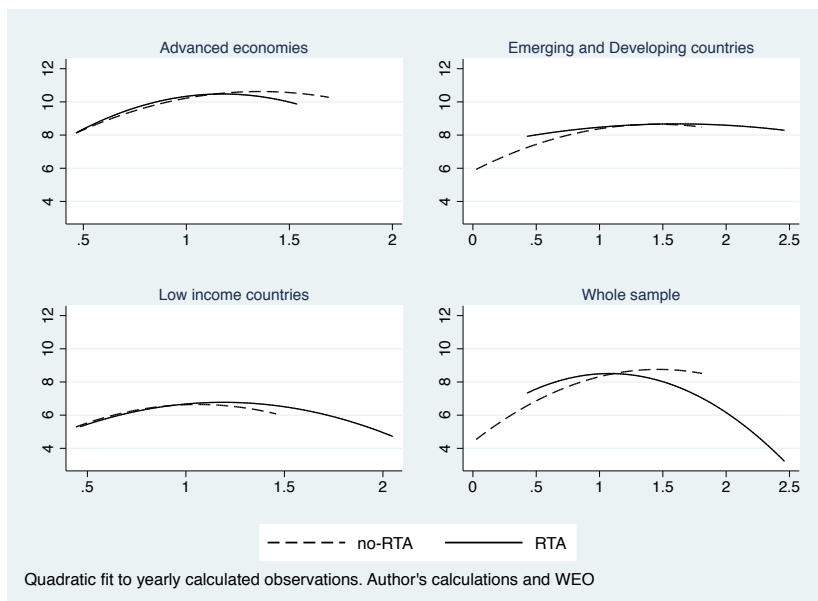 Advanced economies
Emerging and Developing countries
12
10
8
6
4
.5 1 1.5 2
12
10
8
6
4
0 .5 1 1.5 2 2.5
Low income countries
Whole sample
12
10
8
6
4
.5 1 1.5 2
12
10
8
6
4
0 .5 1 1.5 2 2.5
no-RTA RTA
Quadratic fit to yearly calculated observations. Author's calculations and WEO